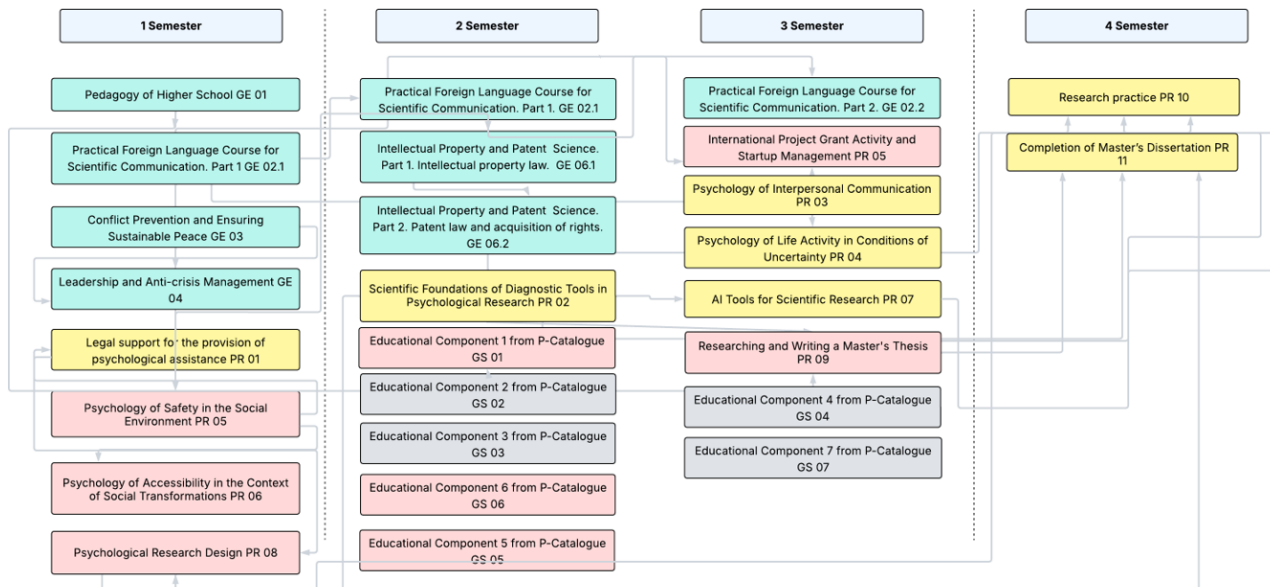 1 Semester
2 Semester
3 Semester
4 Semester
Pedagogy of Higher School GE 01
Practical Foreign Language Course for
Scientific Communication. Part 1 GE 02.1
Conflict Prevention and Ensuring
Sustainable Peace GE 03
Leadership and Anti-crisis Management GE
04
Legal support for the provision of
psychological assistance PR 01
Psychology of Safety in the Social
Environment PR 05
Psychology of Accessibility in the Context
of Social Transformations PR 06
Psychological Research Design PR 08
Practical Foreign Language Course for
Scientific Communication. Part 1. GE 02.1
Intellectual Property and Patent Science.
Part 1. Intellectual property law. GE 06.1
Intellectual Property and Patent Science.
Part 2. Patent law and acquisition of rights.
GE 06.2
Scientific Foundations of Diagnostic Tools in
Psychological Research PR 02
Educational Component 1 from P-Catalogue
GS 01
Educational Component 2 from P-Catalogue
GS 02
Educational Component 3 from P-Catalogue
GS 03
Educational Component 6 from P-Catalogue
GS 06
Educational Component 5 from P-Catalogue
GS 05
Practical Foreign Language Course for
Scientific Communication. Part 2. GE 02.2
International Project Grant Activity and
Startup Management PR 05
Psychology of Interpersonal Communication
PR 03
Psychology of Life Activity in Conditions of
Uncertainty PR 04
AI Tools for Scientific Research PR 07
Researching and Writing a Master's Thesis
PR 09
Educational Component 4 from P-Catalogue
GS 04
Educational Component 7 from P-Catalogue
GS 07
Research practice PR 10
Completion of Master's Dissertation PR
11